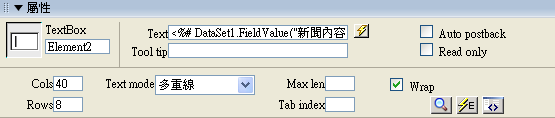 屬性
TextBox
Element2
Text <%# DataSet1.FieldValue("新聞內容
Auto postback
Tool tip
Read only
Cols 40
Text mode 多重線
Max len
Wrap
Rows 8
Tab index
E